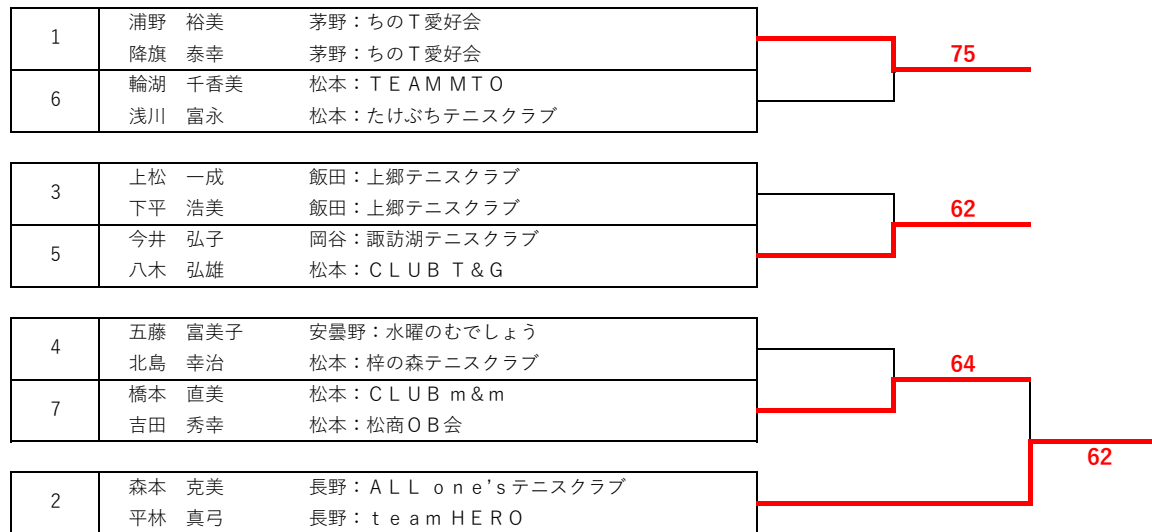 1 浦野 裕美 茅野：ちのＴ愛好会
降旗 泰幸 茅野：ちのＴ愛好会
75
6 輪湖 千香美 松本：ＴＥＡＭＭＴＯ
浅川 富永 松本：たけぶちテニスクラブ
3 上松 一成 飯田：上郷テニスクラブ
下平 浩美 飯田：上郷テニスクラブ
62
5 今井 弘子 岡谷：諏訪湖テニスクラブ
八木 弘雄 松本：ＣＬＵＢ Ｔ＆Ｇ
4 五藤 富美子 安曇野：水曜のむでしょう
北島 幸治 松本：梓の森テニスクラブ
64
7 橋本 直美 松本：ＣＬＵＢ ｍ＆ｍ
吉田 秀幸 松本：松商ＯＢ会
62
2 森本 克美 長野：ＡＬＬ ｏｎｅ'ｓテニスクラブ
平林 真弓 長野：ｔｅａｍ ＨＥＲＯ